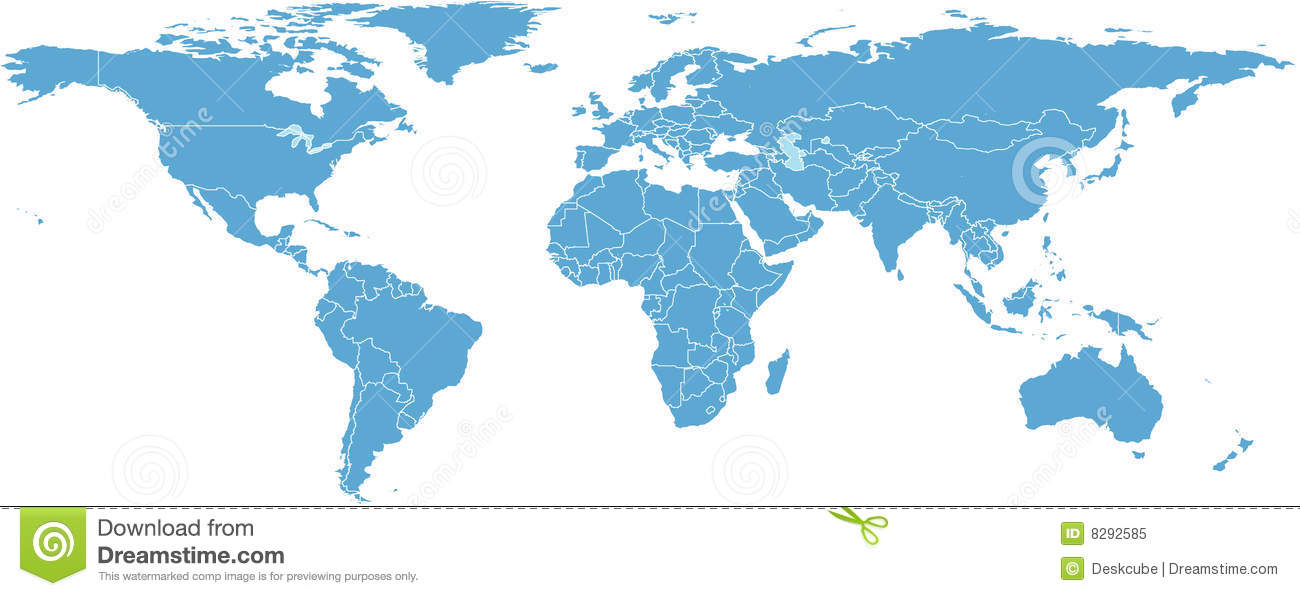 Download from
Dreamstime.com
This watermarked comp image is for previewing purposes only.
ID 8292585
© Deskcube | Dreamstime.com